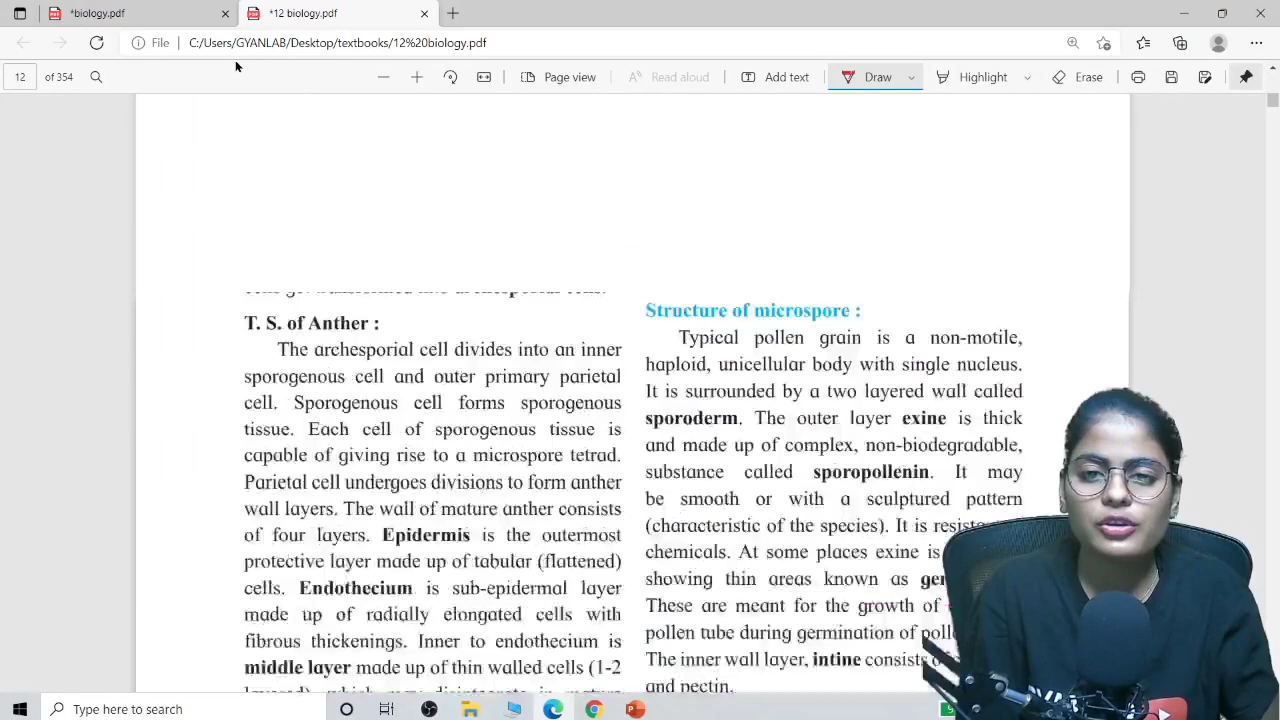 *biology.pdf
*12 biology.pdf
File
C:/Users/GYANLAB/Desktop/textbooks/12%20biology.pdf
12 of 354
Page view
Read aloud
Add text
Draw
Highlight
Erase
T. S. of Anther :
The archesporial cell divides into an inner
sporogenous cell and outer primary parietal
cell. Sporogenous cell forms sporogenous
tissue. Each cell of sporogenous tissue is
capable of giving rise to a microspore tetrad.
Parietal cell undergoes divisions to form anther
wall layers. The wall of mature anther consists
of four layers. Epidermis is the outermost
protective layer made up of tabular (flattened)
cells. Endothecium is sub-epidermal layer
made up of radially elongated cells with
fibrous thickenings. Inner to endothecium is
middle layer made up of thin walled cells (1-2
Structure of microspore :
Typical pollen grain is a non-motile,
haploid, unicellular body with single nucleus.
It is surrounded by a two layered wall called
sporoderm. The outer layer exine is thick
and made up of complex, non-biodegradable,
substance called sporopollenin. It may
be smooth or with a sculptured pattern
(characteristic of the species). It is
chemicals. At some places exine is
showing thin areas known as
These are meant for the growth of
pollen tube during germination of
The inner wall layer, intine consists
and pectin.
Type here to search